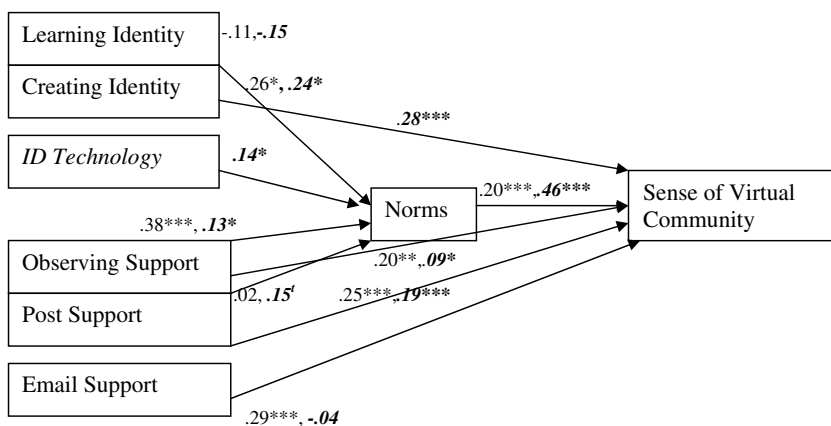 Learning Identity
-.11,-.15
Creating Identity
.26*, .24*
.28***
ID Technology
.14*
Norms
.20***,.46***
Sense of Virtual
Community
.38***, .13*
Observing Support
.20**,.09*
.02, .15t
.25***,.19***
Post Support
Email Support
.29***, -.04